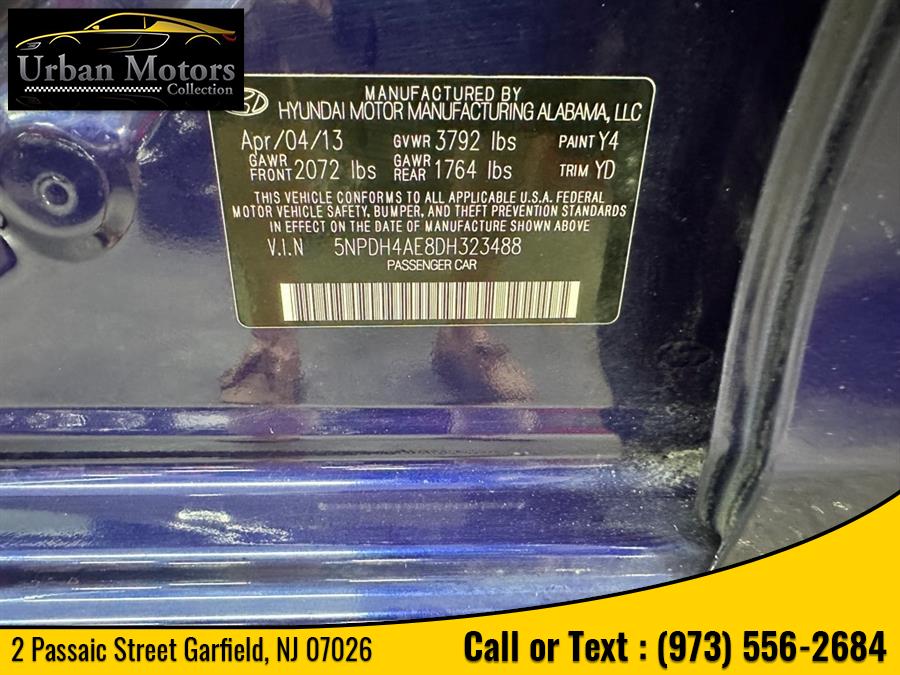 Urban Motors
Collection
MANUFACTURED BY
HYUNDAI MOTOR MANUFACTURING ALABAMA, LLC
Apr/04/13 GVWR 3792 lbs PAINT Y4
GAWR FRONT 2072 lbs GAWR REAR 1764 lbs TRIM YD
THIS VEHICLE CONFORMS TO ALL APPLICABLE U.S.A. FEDERAL
MOTOR VEHICLE SAFETY, BUMPER, AND THEFT PREVENTION STANDARDS
IN EFFECT ON THE DATE OF MANUFACTURE SHOWN ABOVE
V.I.N 5NPDH4AE8DH323488
PASSENGER CAR
2 Passaic Street Garfield, NJ 07026 Call or Text : (973) 556-2684